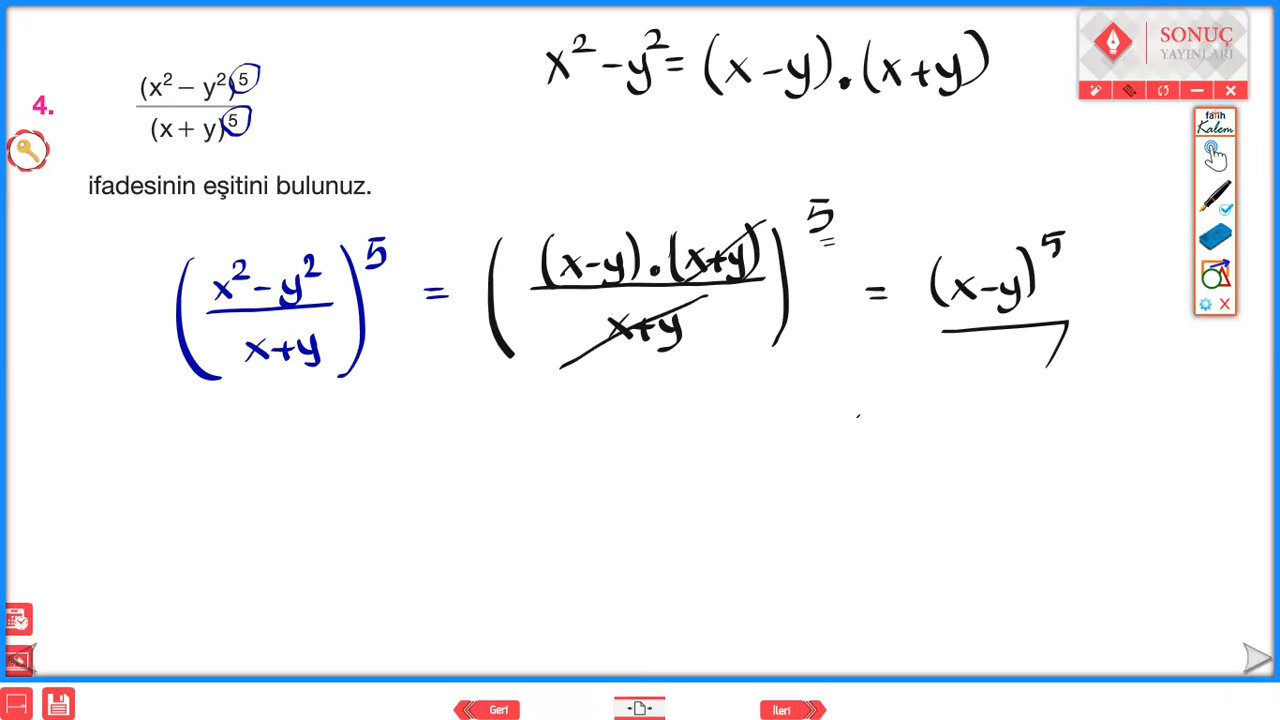 x² - y² = (x - y).(x + y)
SONUÇ
YAYINLARI
4.
(x² – y²)⁵
(x + y)⁵
fatih
Kalem
ifadesinin eşitini bulunuz.
(x² - y² / x+y)⁵ = ((x-y).(x+y) / x+y)⁵ = (x-y)⁵
Geri
İleri